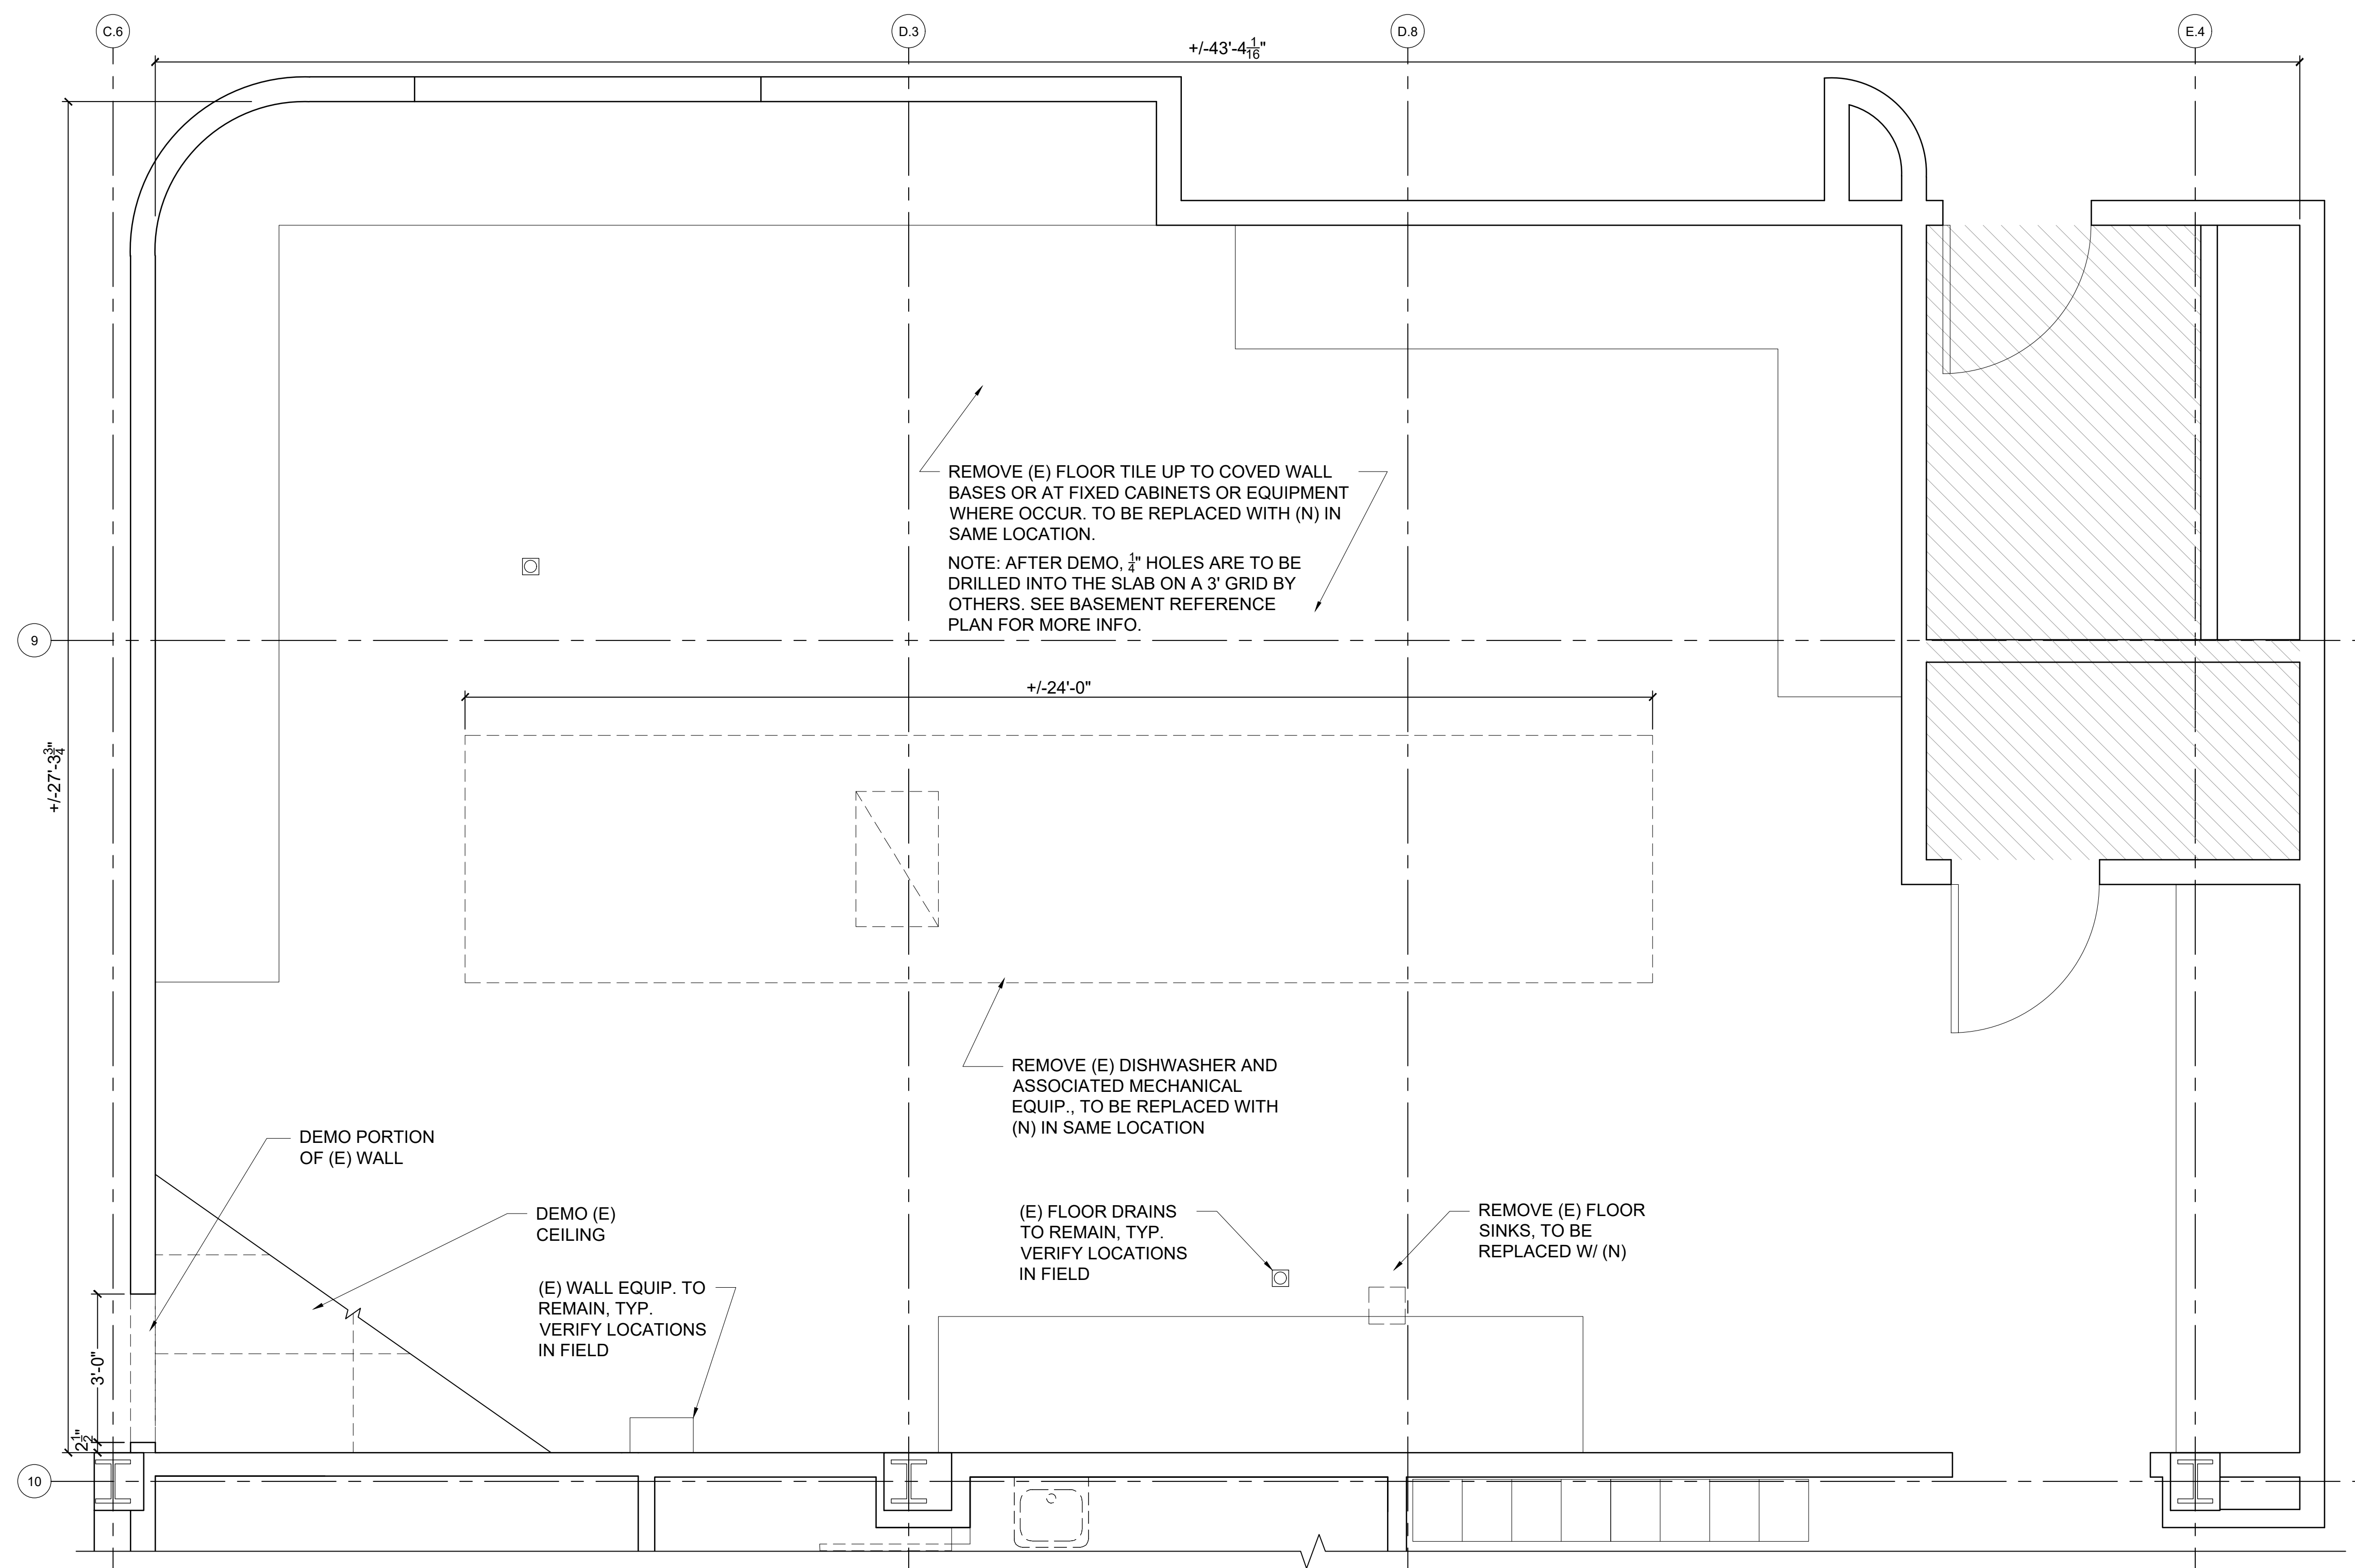 C.6
D.3
D.8
E.4
+/-43'-4 1/16"
REMOVE (E) FLOOR TILE UP TO COVED WALL
BASES OR AT FIXED CABINETS OR EQUIPMENT
WHERE OCCUR. TO BE REPLACED WITH (N) IN
SAME LOCATION.
NOTE: AFTER DEMO, 1/4" HOLES ARE TO BE
DRILLED INTO THE SLAB ON A 3' GRID BY
OTHERS. SEE BASEMENT REFERENCE
PLAN FOR MORE INFO.
9
+/-24'-0"
+/-27'-3 3/4"
REMOVE (E) DISHWASHER AND
ASSOCIATED MECHANICAL
EQUIP., TO BE REPLACED WITH
(N) IN SAME LOCATION
DEMO PORTION
OF (E) WALL
DEMO (E)
CEILING
(E) FLOOR DRAINS
TO REMAIN, TYP.
VERIFY LOCATIONS
IN FIELD
REMOVE (E) FLOOR
SINKS, TO BE
REPLACED W/ (N)
(E) WALL EQUIP. TO
REMAIN, TYP.
VERIFY LOCATIONS
IN FIELD
3'-0"
2 1/2"
10